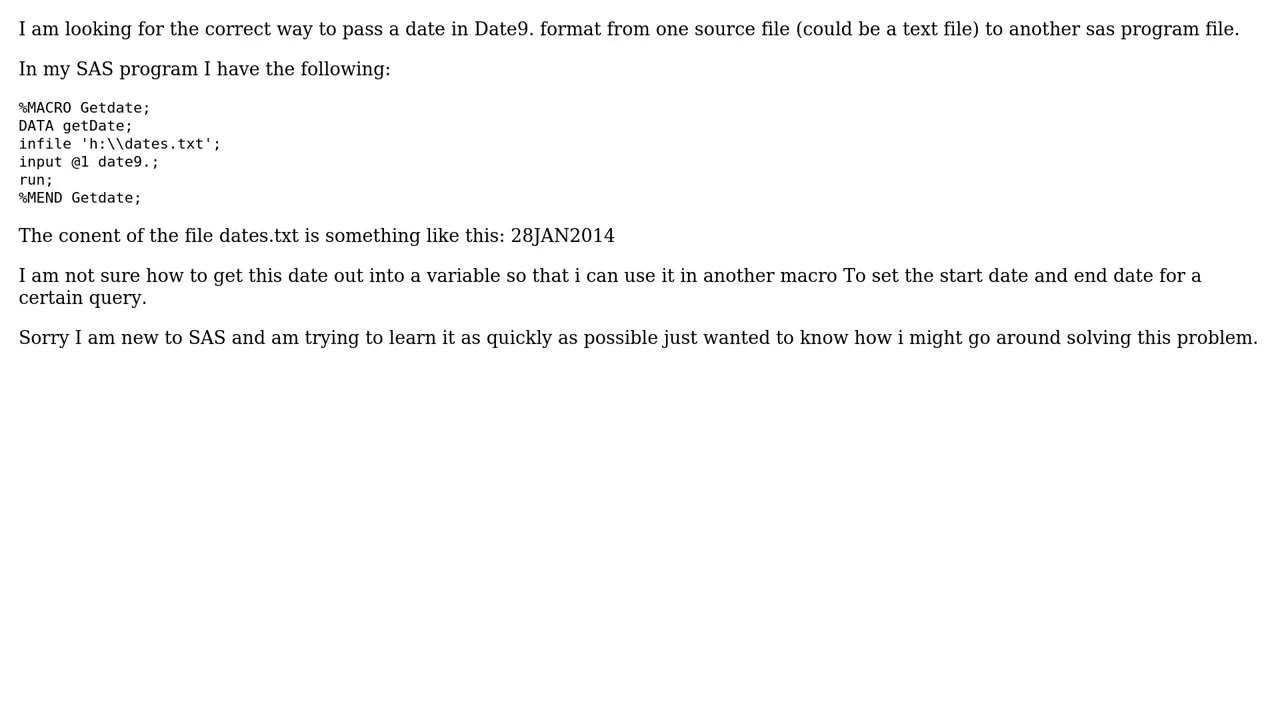 I am looking for the correct way to pass a date in Date9. format from one source file (could be a text file) to another sas program file.
In my SAS program I have the following:
%MACRO Getdate;
DATA getDate;
infile 'h:\\dates.txt';
input @1 date9.;
run;
%MEND Getdate;
The conent of the file dates.txt is something like this: 28JAN2014
I am not sure how to get this date out into a variable so that i can use it in another macro To set the start date and end date for a
certain query.
Sorry I am new to SAS and am trying to learn it as quickly as possible just wanted to know how i might go around solving this problem.